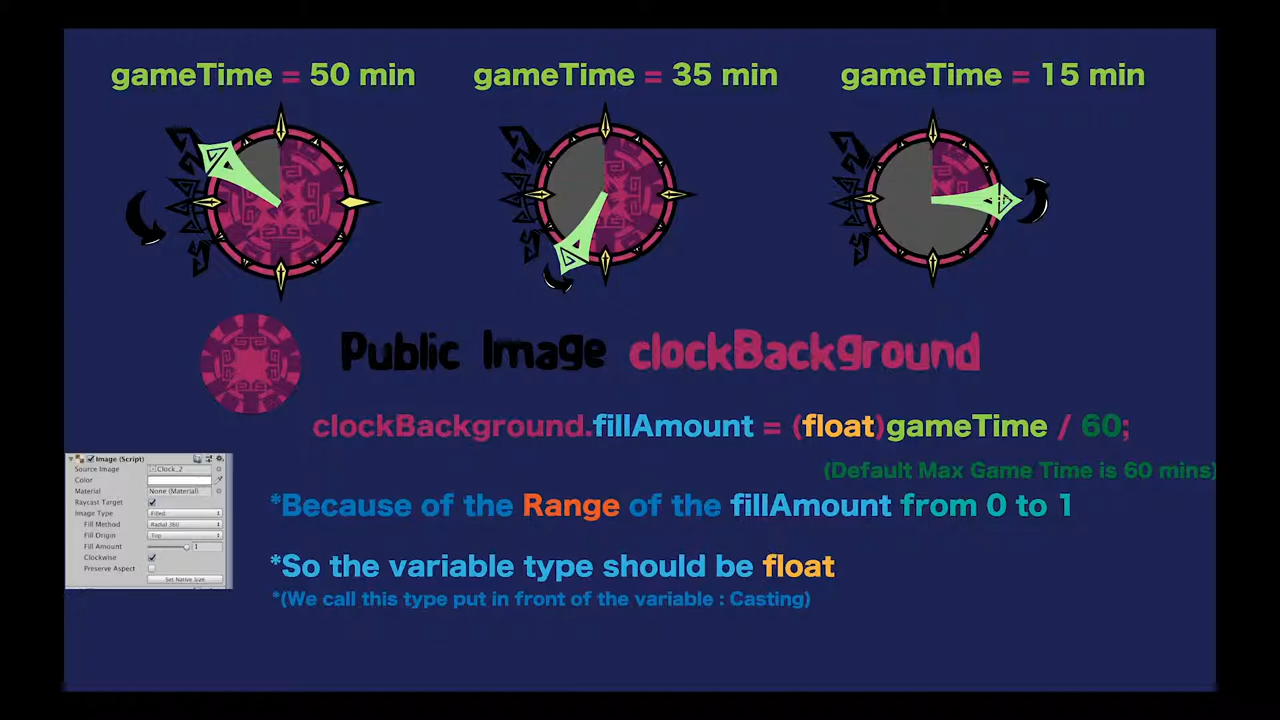 gameTime = 50 min
gameTime = 35 min
gameTime = 15 min
Public Image clockBackground
clockBackground.fillAmount = (float)gameTime / 60;
(Default Max Game Time is 60 mins)
Image (Script)
Source Image Clock_2
Color
Material None (Material)
Raycast Target
Image Type Filled
Fill Method Radial 360
Fill Origin Top
Fill Amount 1
Clockwise
Preserve Aspect
Set Native Size
*Because of the Range of the fillAmount from 0 to 1
*So the variable type should be float
*(We call this type put in front of the variable : Casting)